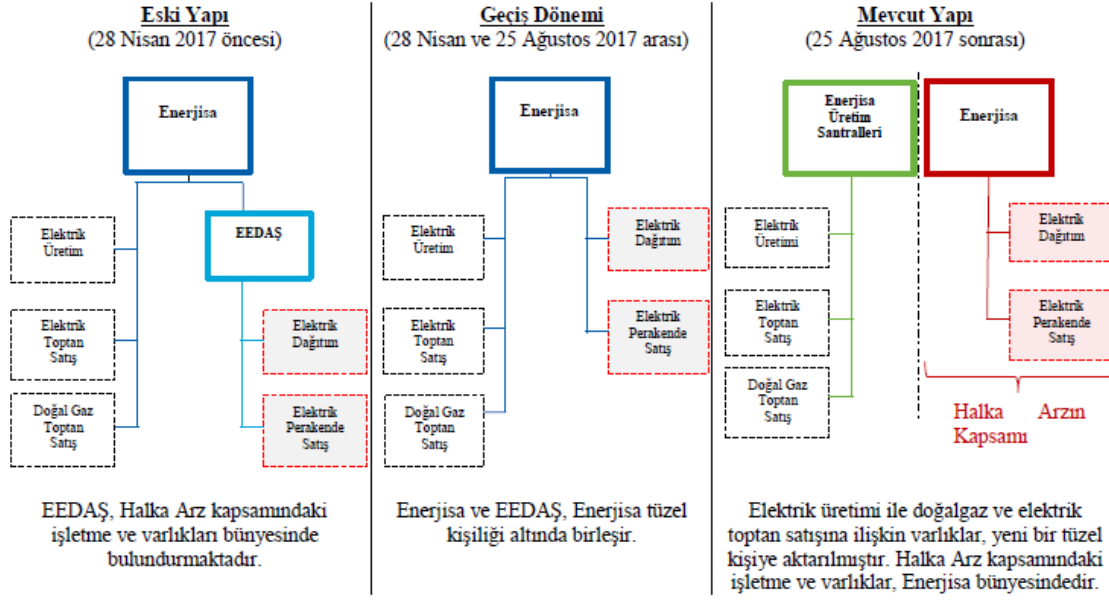 Eski Yapı
(28 Nisan 2017 öncesi)
Enerjisa
Elektrik
Üretim
EEDAŞ
Elektrik
Toptan
Satış
Elektrik
Dağıtım
Doğal Gaz
Toptan
Satış
Elektrik
Perakende
Satış
EEDAŞ, Halka Arz kapsamındaki
işletme ve varlıkları bünyesinde
bulundurmaktadır.
Geçiş Dönemi
(28 Nisan ve 25 Ağustos 2017 arası)
Enerjisa
Elektrik
Üretim
Elektrik
Dağıtım
Elektrik
Toptan
Satış
Elektrik
Perakende
Satış
Doğal Gaz
Toptan
Satış
Enerjisa ve EEDAŞ, Enerjisa tüzel
kişiliği altında birleşir.
Mevcut Yapı
(25 Ağustos 2017 sonrası)
Enerjisa
Üretim
Santralleri
Enerjisa
Elektrik
Üretimi
Elektrik
Dağıtım
Elektrik
Toptan
Satış
Elektrik
Perakende
Satış
Doğal Gaz
Toptan
Satış
Halka Arzın
Kapsamı
Elektrik üretimi ile doğalgaz ve elektrik
toptan satışına ilişkin varlıklar, yeni bir tüzel
kişiye aktarılmıştır. Halka Arz kapsamındaki
işletme ve varlıklar, Enerjisa bünyesindedir.